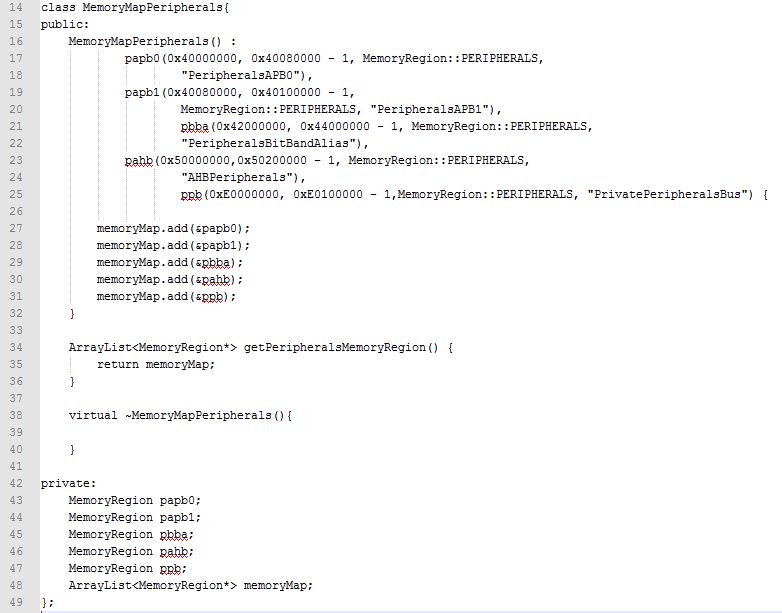 14 class MemoryMapPeripherals{
15 public:
16     MemoryMapPeripherals() :
17             papb0(0x40000000, 0x40080000 - 1, MemoryRegion::PERIPHERALS,
18                     "PeripheralsAPB0"),
19             papb1(0x40080000, 0x40100000 - 1,
20                     MemoryRegion::PERIPHERALS, "PeripheralsAPB1"),
21                     pbba(0x42000000, 0x44000000 - 1, MemoryRegion::PERIPHERALS,
22                     "PeripheralsBitBandAlias"),
23             pahb(0x50000000,0x50200000 - 1, MemoryRegion::PERIPHERALS,
24                     "AHBPeripherals"),
25                     ppb(0xE0000000, 0xE0100000 - 1,MemoryRegion::PERIPHERALS, "PrivatePeripheralsBus") {
26
27         memoryMap.add(&papb0);
28         memoryMap.add(&papb1);
29         memoryMap.add(&pbba);
30         memoryMap.add(&pahb);
31         memoryMap.add(&ppb);
32     }
33
34     ArrayList<MemoryRegion*> getPeripheralsMemoryRegion() {
35         return memoryMap;
36     }
37
38     virtual ~MemoryMapPeripherals(){
39
40     }
41
42 private:
43     MemoryRegion papb0;
44     MemoryRegion papb1;
45     MemoryRegion pbba;
46     MemoryRegion pahb;
47     MemoryRegion ppb;
48     ArrayList<MemoryRegion*> memoryMap;
49 };